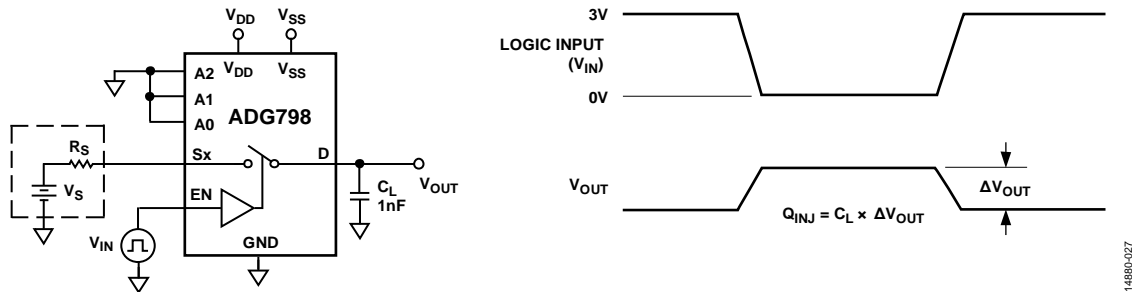 VDD VSS
VDD VSS
A2
A1
A0
ADG798
RS
Sx
D
VS
EN
CL
1nF
VOUT
VIN
GND
3V
LOGIC INPUT
(VIN)
0V
VOUT
ΔVOUT
QINJ = CL × ΔVOUT
14880-027